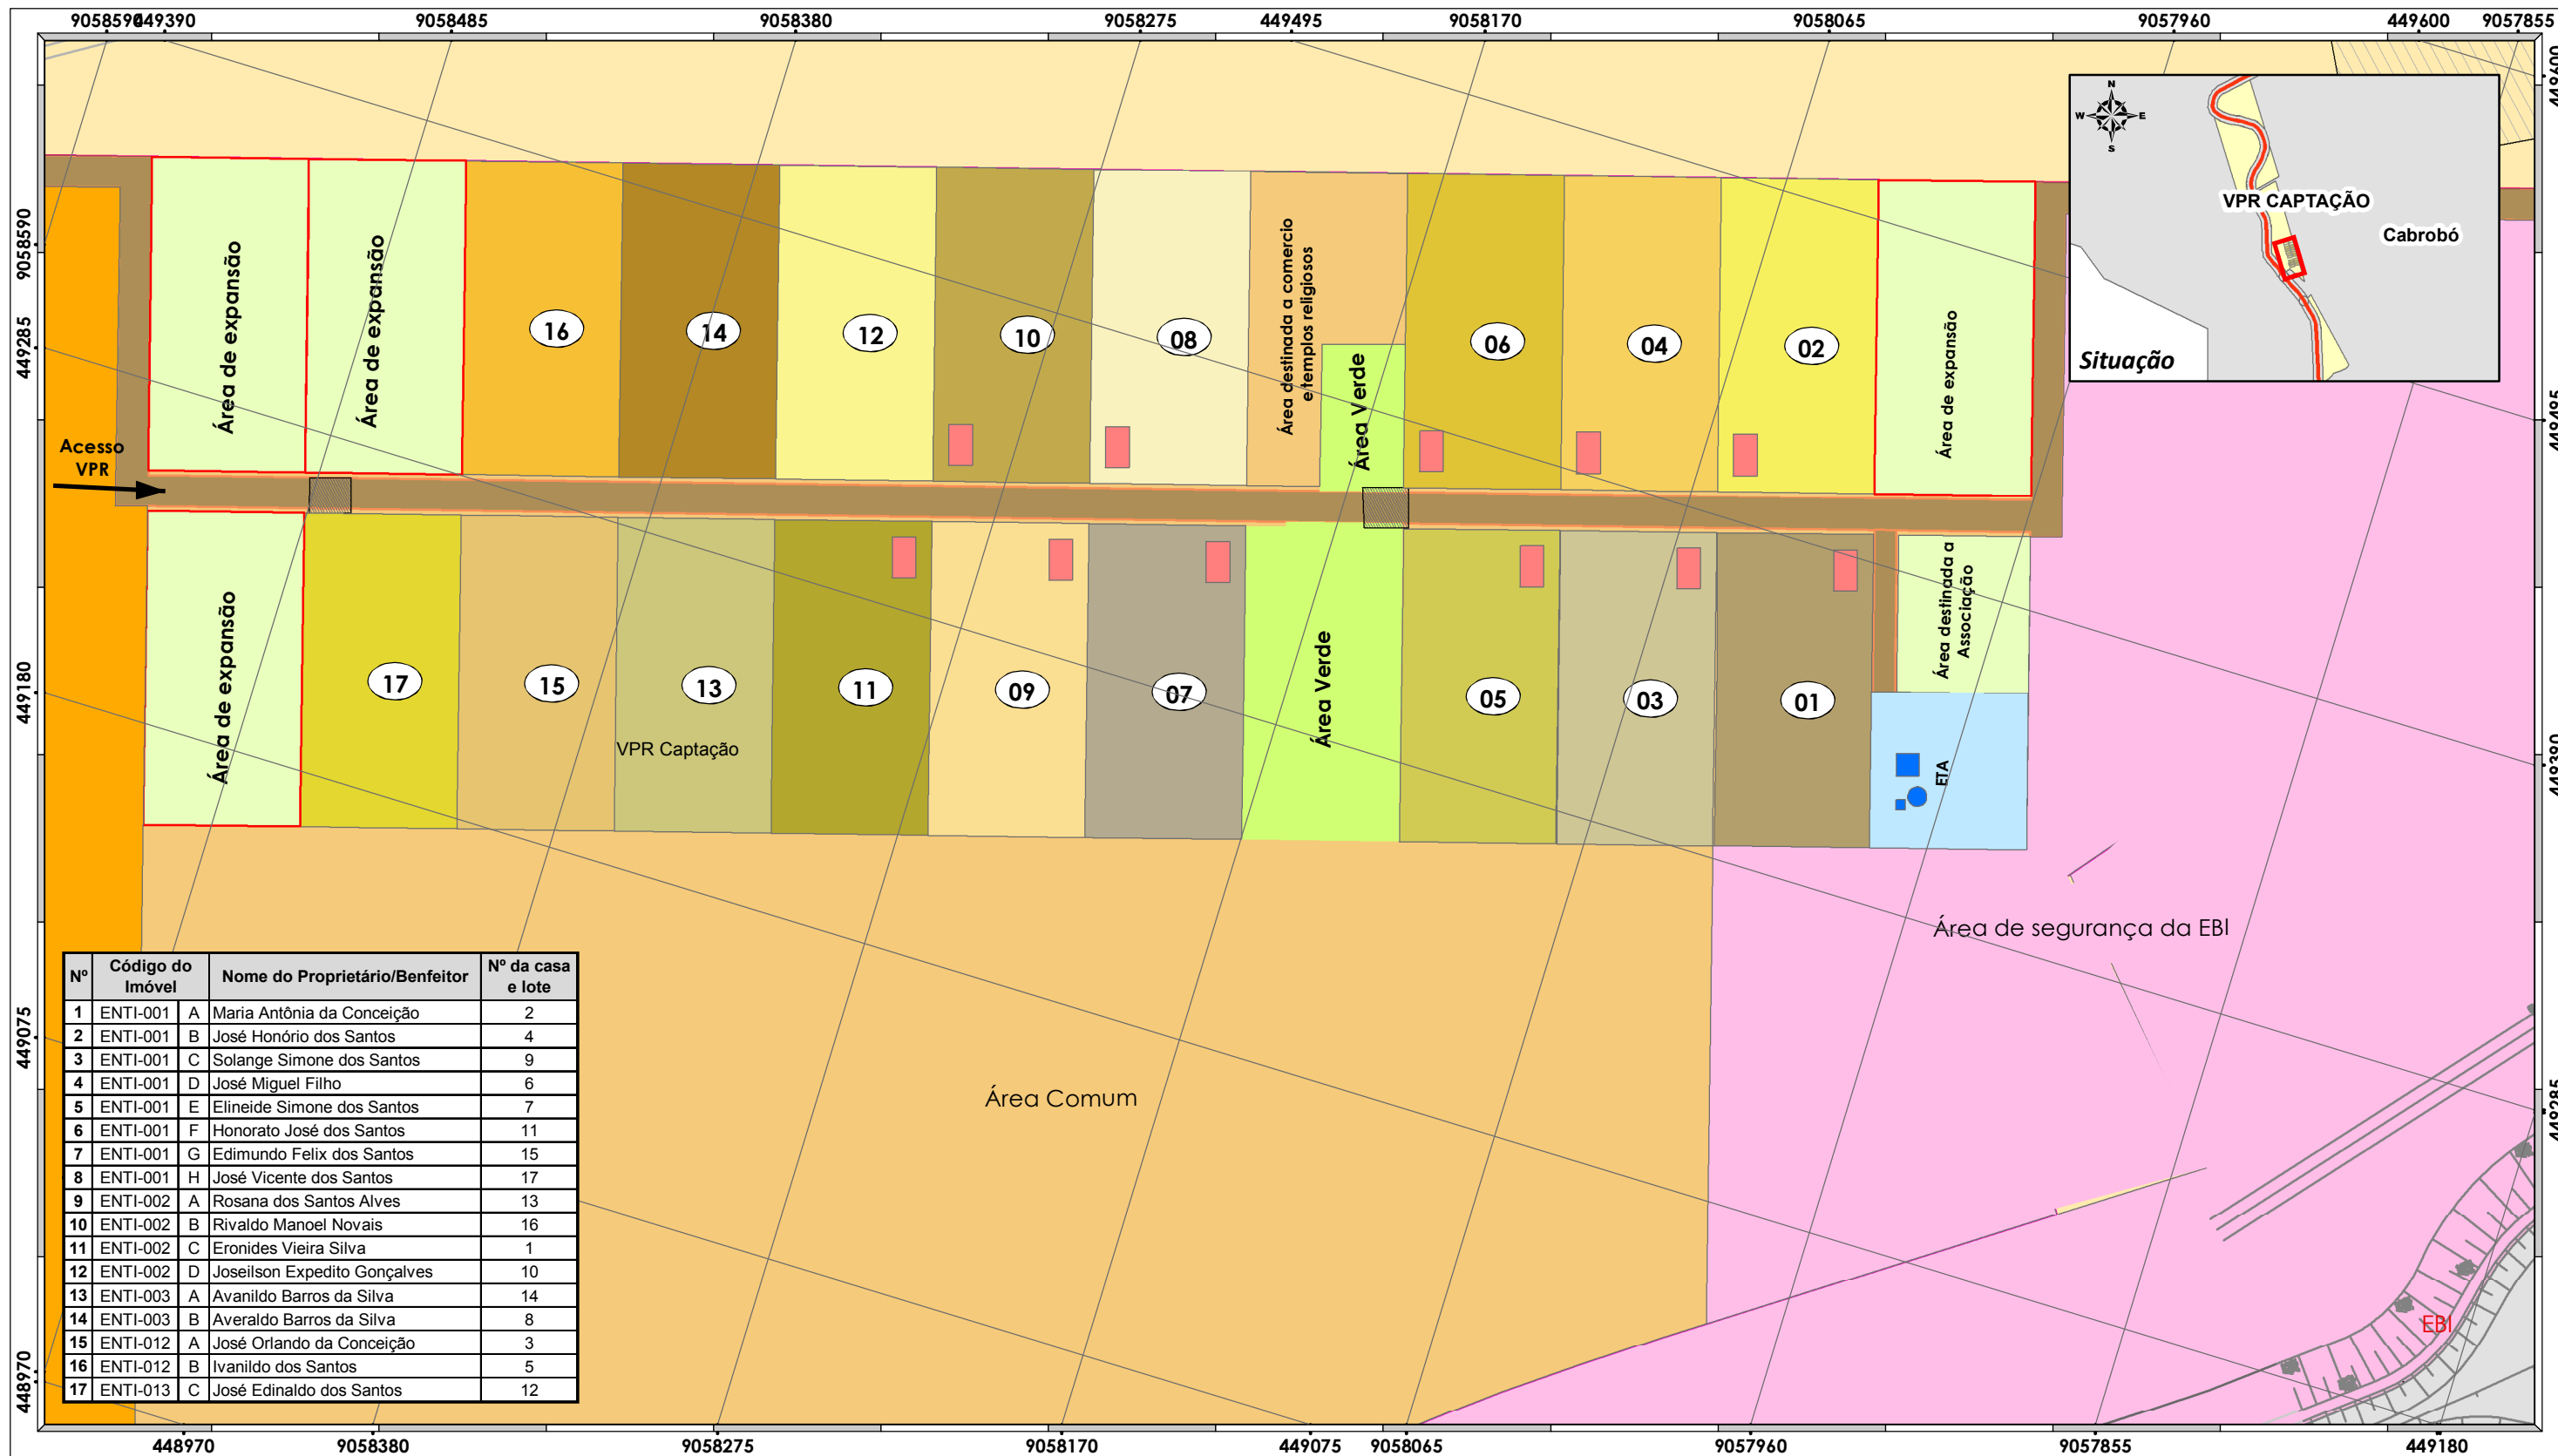 9058590 449390 9058485 9058380 9058275 449495 9058170 9058065 9057960 449600 9057855
449600
449495
449390
449285
9058590
449285
449180
449075
448970
N
W E
S
VPR CAPTAÇÃO
Cabrobó
Situação
Área de expansão
Área de expansão
16
14
12
10
08
Área destinada a comercio
e templos religiosos
Área Verde
06
04
02
Área de expansão
Acesso
VPR
Área de expansão
17
15
13
11
09
07
Área Verde
05
03
01
Área destinada a
Associação
VPR Captação
ETA
Área de segurança da EBI
Área Comum
EBI
Nº Código do Imóvel Nome do Proprietário/Benfeitor Nº da casa e lote
1 ENTI-001 A Maria Antônia da Conceição 2
2 ENTI-001 B José Honório dos Santos 4
3 ENTI-001 C Solange Simone dos Santos 9
4 ENTI-001 D José Miguel Filho 6
5 ENTI-001 E Elineide Simone dos Santos 7
6 ENTI-001 F Honorato José dos Santos 11
7 ENTI-001 G Edimundo Felix dos Santos 15
8 ENTI-001 H José Vicente dos Santos 17
9 ENTI-002 A Rosana dos Santos Alves 13
10 ENTI-002 B Rivaldo Manoel Novais 16
11 ENTI-002 C Eronides Vieira Silva 1
12 ENTI-002 D Joseilson Expedito Gonçalves 10
13 ENTI-003 A Avanildo Barros da Silva 14
14 ENTI-003 B Averaldo Barros da Silva 8
15 ENTI-012 A José Orlando da Conceição 3
16 ENTI-012 B Ivanildo dos Santos 5
17 ENTI-013 C José Edinaldo dos Santos 12
448970 9058380 9058275 9058170 449075 9058065 9057960 9057855 449180